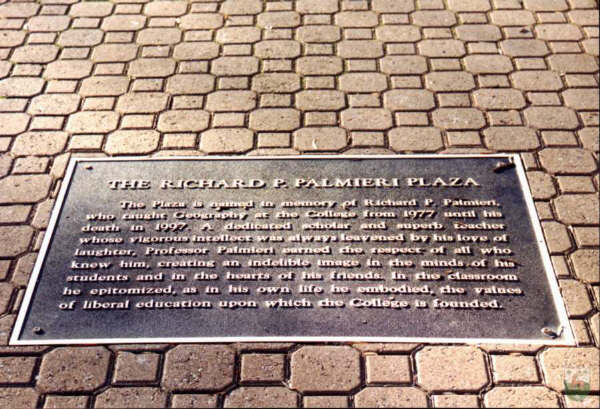 THE RICHARD P. PALMIERI PLAZA
The Plaza is named in memory of Richard P. Palmieri,
who taught Geography at the College from 1977 until his
death in 1997. A dedicated scholar and superb teacher
whose vigorous intellect was always leavened by his love of
laughter, Professor Palmieri earned the respect of all who
knew him, creating an indelible image in the minds of his
students and in the hearts of his friends. In the classroom
he epitomized, as in his own life he embodied, the values
of liberal education upon which the College is founded.